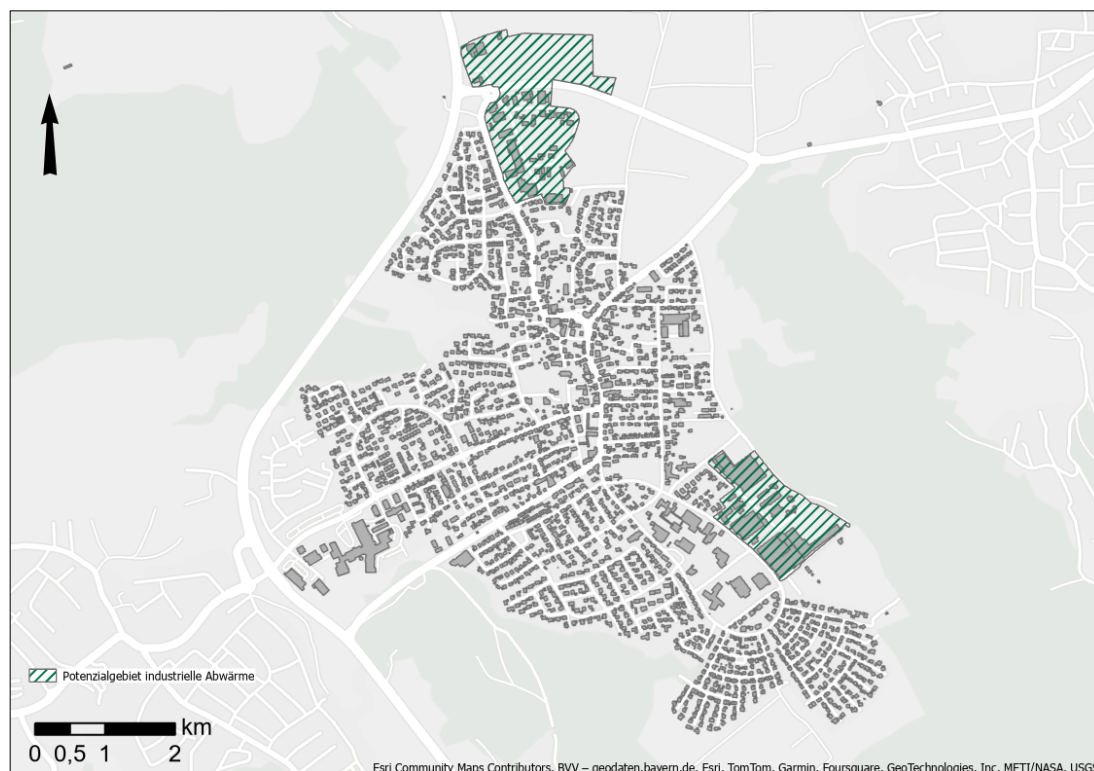 Potenzialgebiet industrielle Abwärme
km
0 0,5 1 2
Esri Community Maps Contributors, BVV – geodaten.bayern.de, Esri, TomTom, Garmin, Foursquare, GeoTechnologies, Inc, METI/NASA, USGS